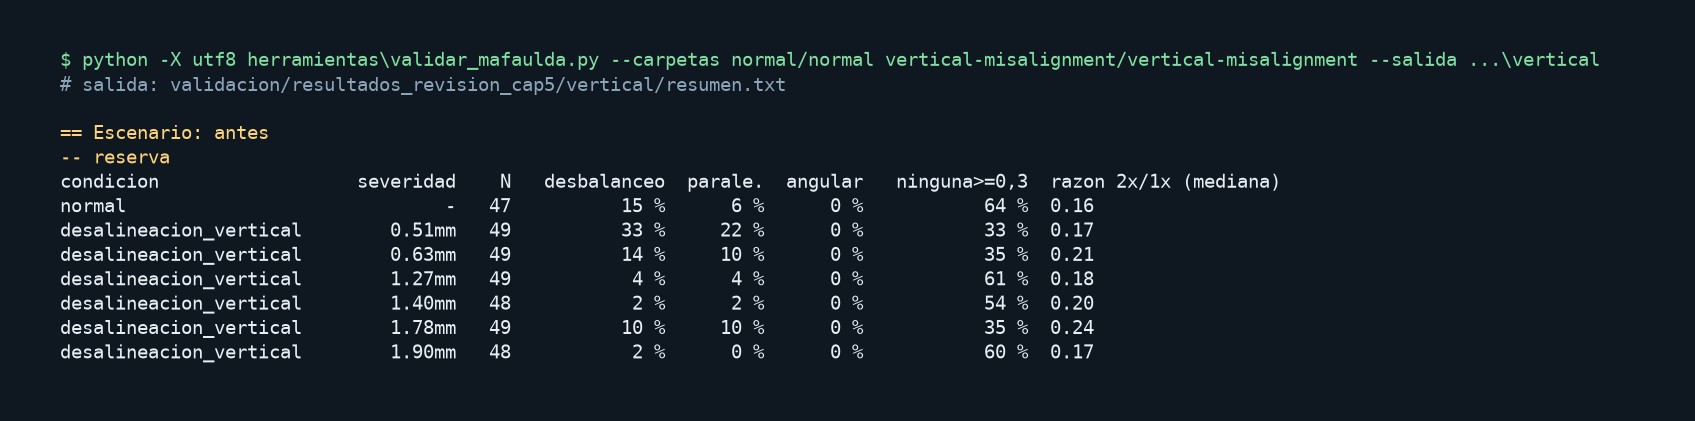 $ python -X utf8 herramientas\validar_mafaulda.py --carpetas normal/normal vertical-misalignment/vertical-misalignment --salida ...\vertical
# salida: validacion/resultados_revision_cap5/vertical/resumen.txt
== Escenario: antes
-- reserva
condicion severidad N desbalanceo parale. angular ninguna>=0,3 razon 2x/1x (mediana)
normal - 47 15 % 6 % 0 % 64 % 0.16
desalineacion_vertical 0.51mm 49 33 % 22 % 0 % 33 % 0.17
desalineacion_vertical 0.63mm 49 14 % 10 % 0 % 35 % 0.21
desalineacion_vertical 1.27mm 49 4 % 4 % 0 % 61 % 0.18
desalineacion_vertical 1.40mm 48 2 % 2 % 0 % 54 % 0.20
desalineacion_vertical 1.78mm 49 10 % 10 % 0 % 35 % 0.24
desalineacion_vertical 1.90mm 48 2 % 0 % 0 % 60 % 0.17